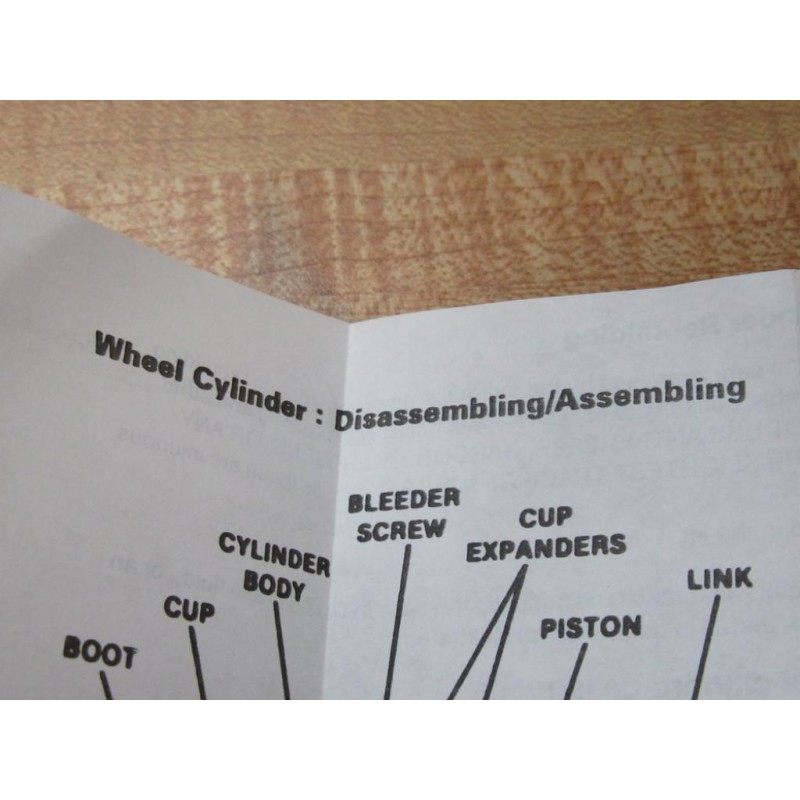 Wheel Cylinder : Disassembling/Assembling
BLEEDER
SCREW
CUP
EXPANDERS
CYLINDER
BODY
LINK
CUP
PISTON
BOOT